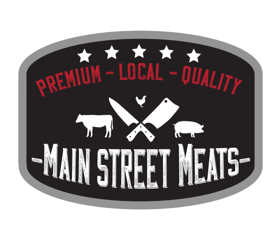 PREMIUM - LOCAL - QUALITY
-MAIN STREET MEATS-